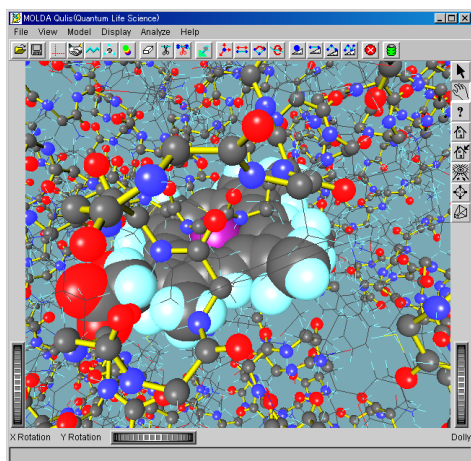 MOLDA Qulis(Quantum Life Science)
File View Model Display Analyze Help
?
?
X Rotation Y Rotation Dolly